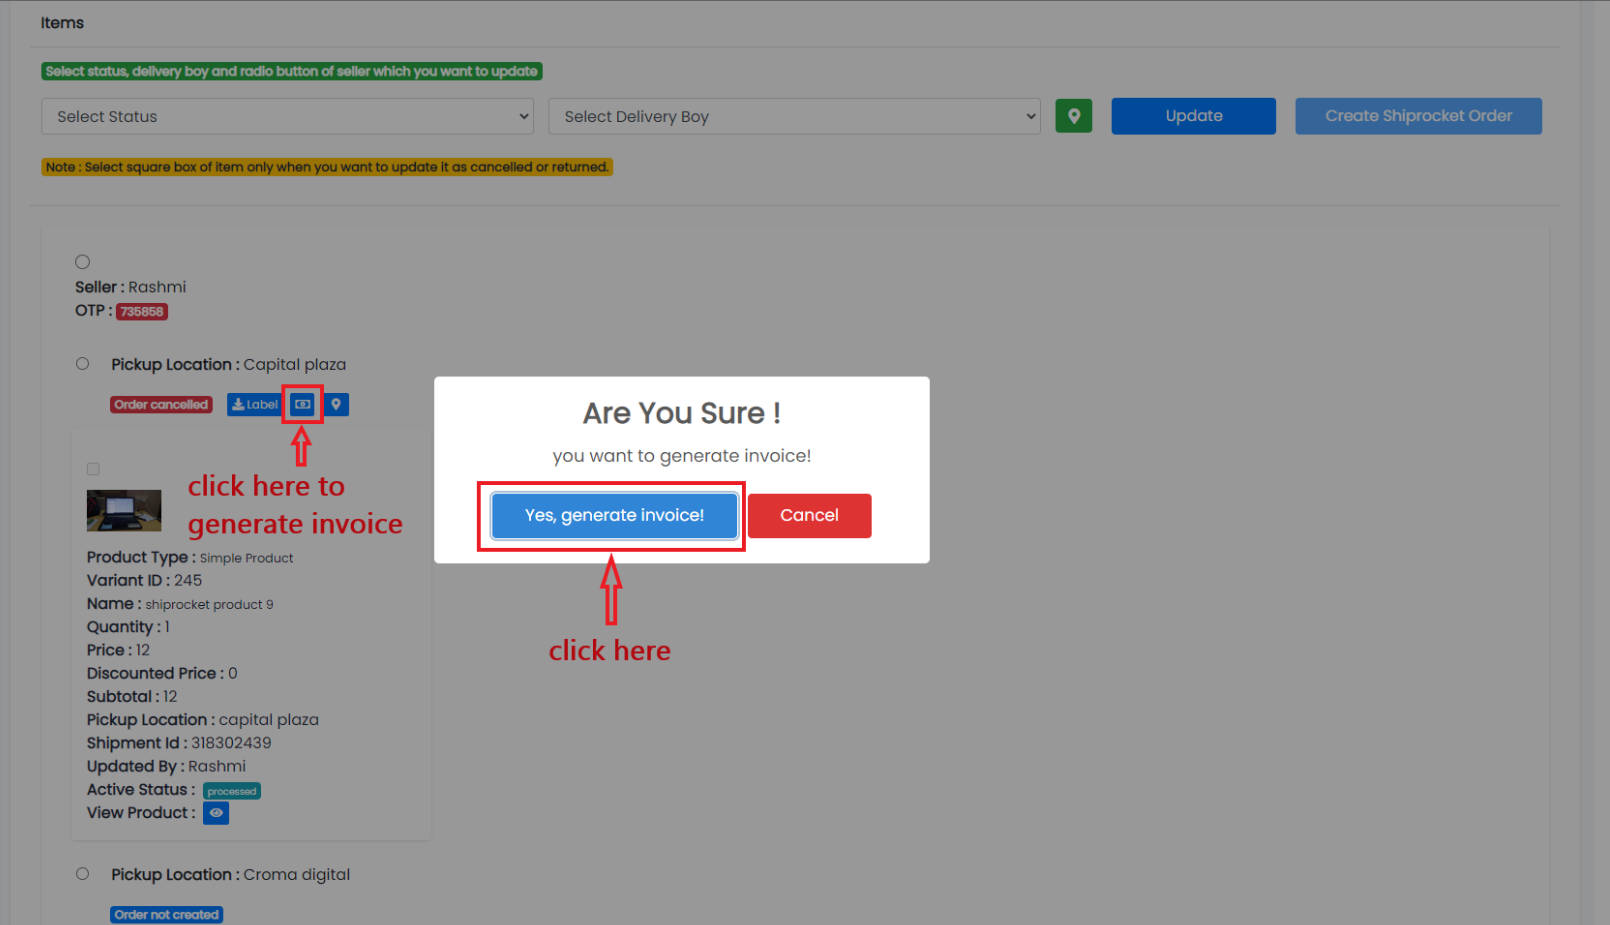 Items
Select status, delivery boy and radio button of seller which you want to update
Select Status
Select Delivery Boy
Update
Create Shiprocket Order
Note : Select square box of item only when you want to update it as cancelled or returned.
Seller : Rashmi
OTP : 735858
Pickup Location : Capital plaza
Order cancelled
Label
click here to
generate invoice
Are You Sure !
you want to generate invoice!
Yes, generate invoice!
Cancel
click here
Product Type : Simple Product
Variant ID : 245
Name : shiprocket product 9
Quantity : 1
Price : 12
Discounted Price : 0
Subtotal : 12
Pickup Location : capital plaza
Shipment Id : 318302439
Updated By : Rashmi
Active Status : processed
View Product :
Pickup Location : Croma digital
Order not created